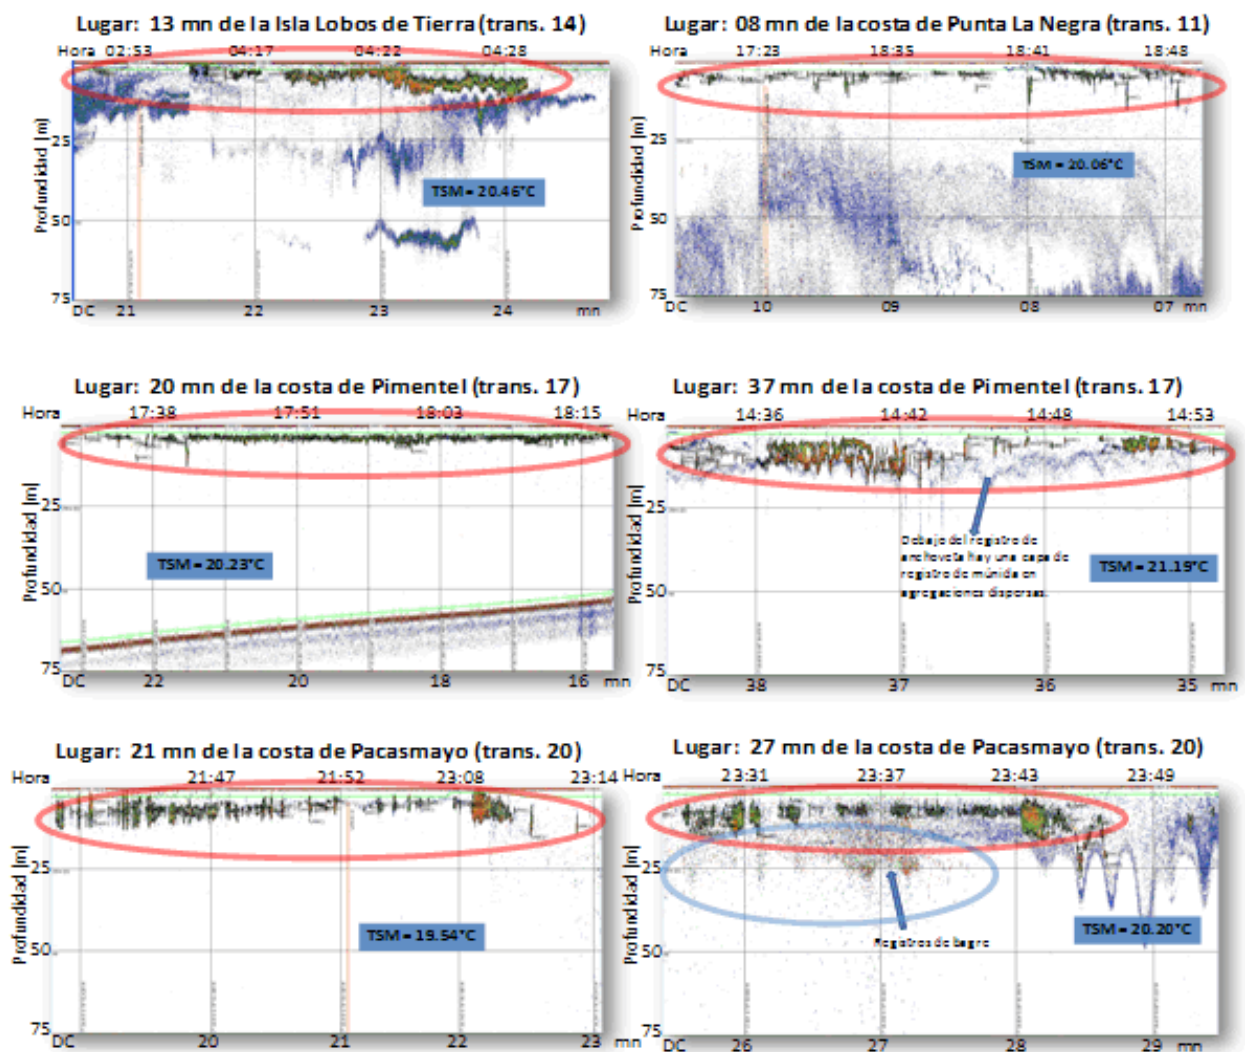 Lugar: 13 mn de la Isla Lobos de Tierra (trans. 14)
Hora 02:53 04:17 04:22 04:28
Profundidad [m]
25
50
75
TSM = 20.46°C
DC 21 22 23 24 mn
Lugar: 08 mn de la costa de Punta La Negra (trans. 11)
Hora 17:23 18:35 18:41 18:48
Profundidad [m]
25
50
75
TSM = 20.06°C
DC 10 09 08 07 mn
Lugar: 20 mn de la costa de Pimentel (trans. 17)
Hora 17:38 17:51 18:03 18:15
Profundidad [m]
25
50
75
TSM = 20.23°C
DC 22 20 18 16 mn
Lugar: 37 mn de la costa de Pimentel (trans. 17)
Hora 14:36 14:42 14:48 14:53
Profundidad [m]
25
50
75
Debajo del registro de
anchoveta hay una capa de
registro de múnida en
agregaciones dispersas.
TSM = 21.19°C
DC 38 37 36 35 mn
Lugar: 21 mn de la costa de Pacasmayo (trans. 20)
Hora 21:47 21:52 23:08 23:14
Profundidad [m]
25
50
75
TSM = 19.54°C
DC 20 21 22 23 mn
Lugar: 27 mn de la costa de Pacasmayo (trans. 20)
Hora 23:31 23:37 23:43 23:49
Profundidad [m]
25
50
75
Registros de bagre
TSM = 20.20°C
DC 26 27 28 29 mn